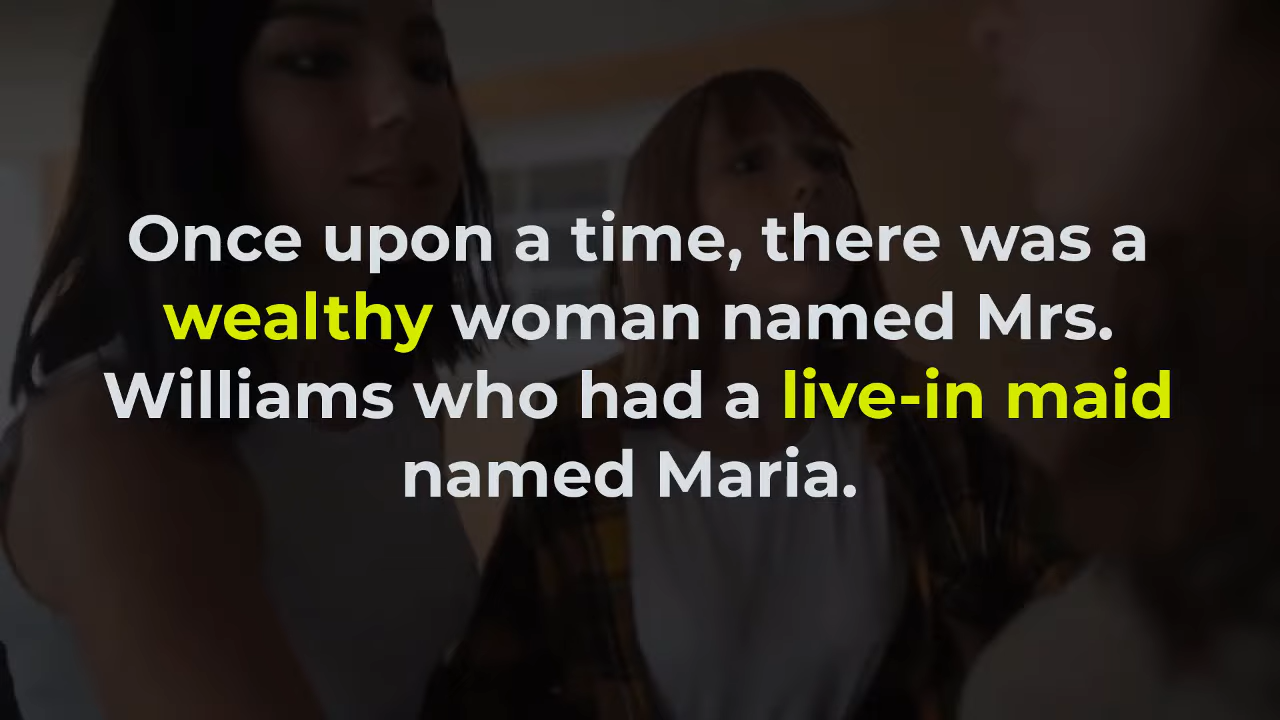 Once upon a time, there was a
wealthy woman named Mrs.
Williams who had a live-in maid
named Maria.